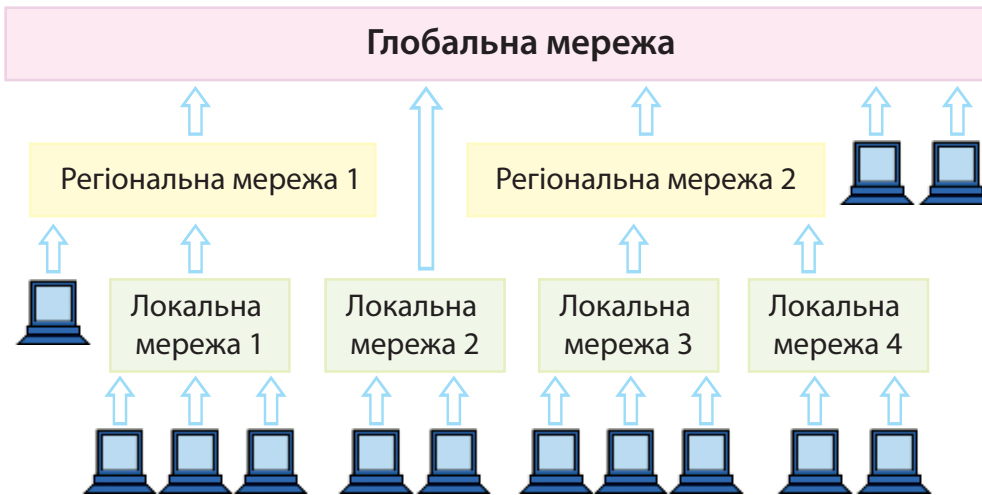 Глобальна мережа
Регіональна мережа 1
Регіональна мережа 2
Локальна
мережа 1
Локальна
мережа 2
Локальна
мережа 3
Локальна
мережа 4